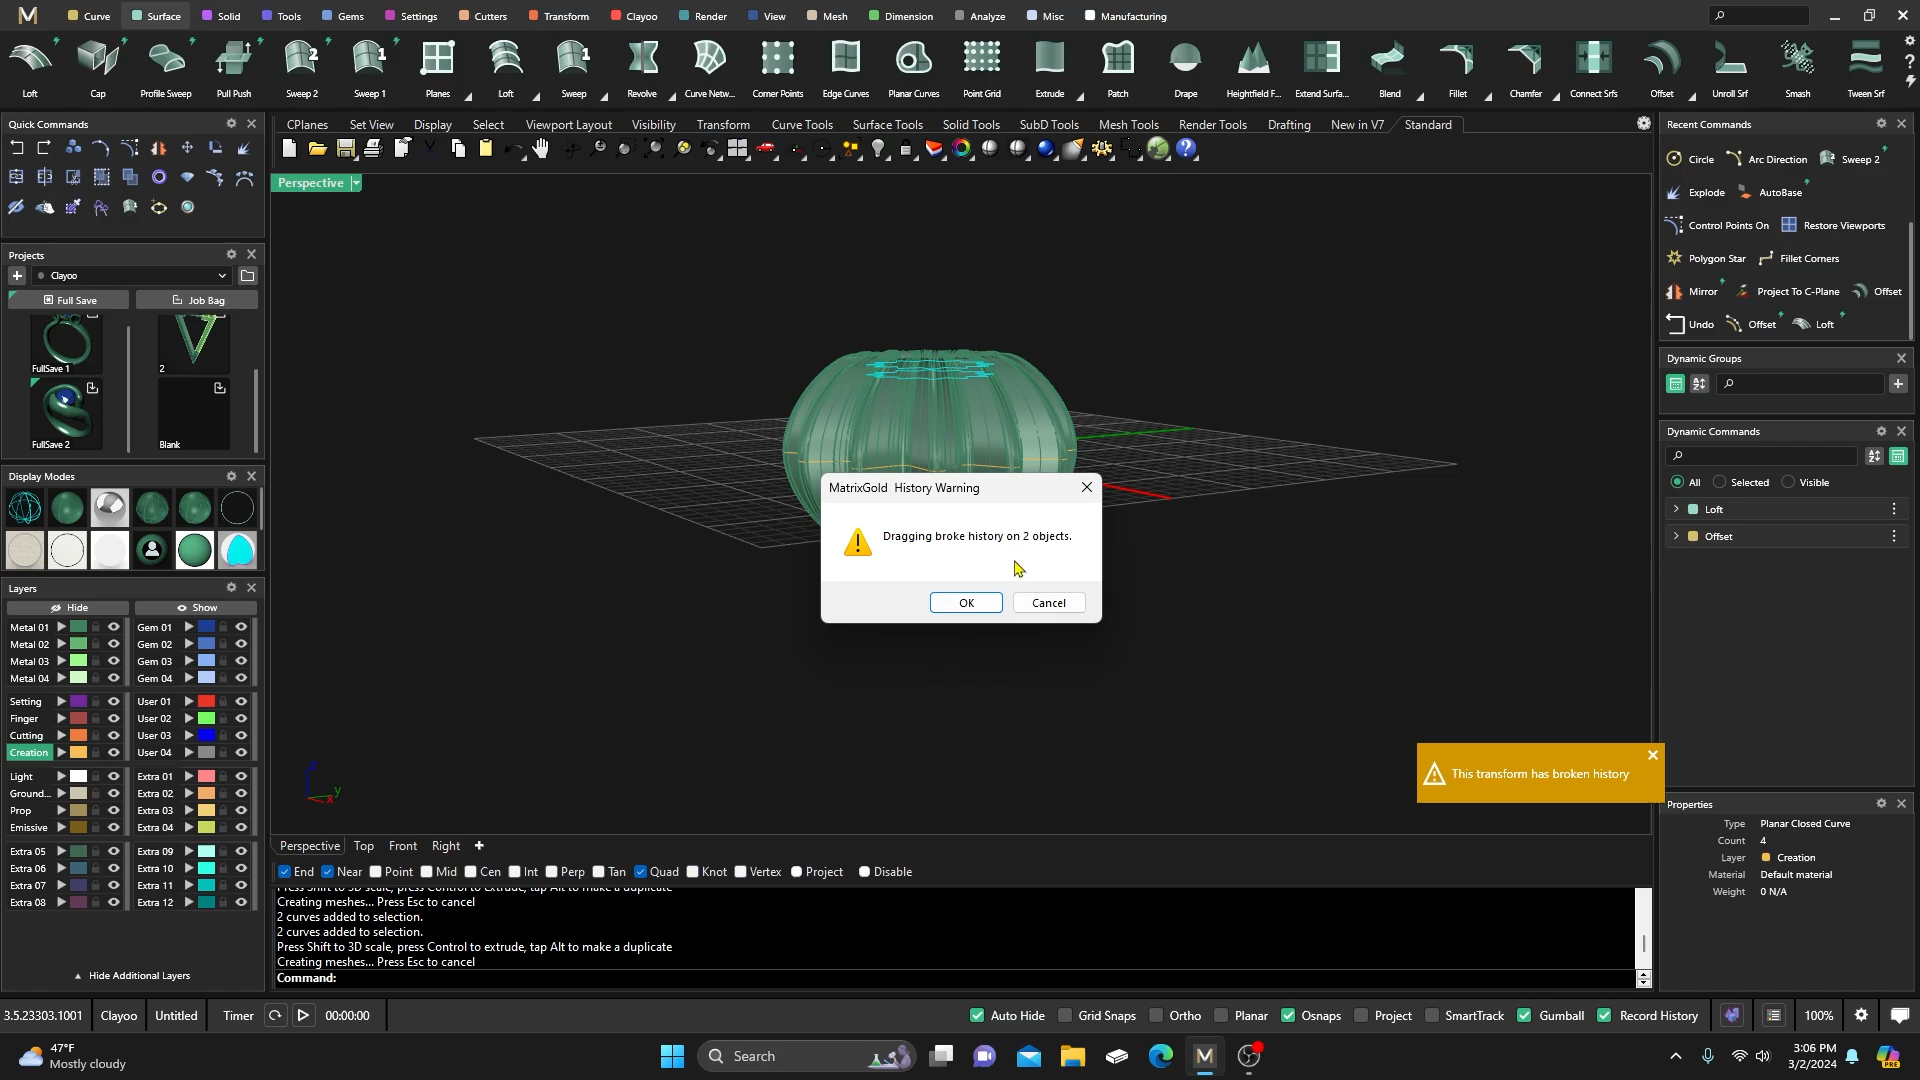 M Curve Surface Solid Tools Gems Settings Cutters Transform Clayoo Render View Mesh Dimension Analyze Misc Manufacturing
Loft Cap Profile Sweep Pull Push Sweep 2 Sweep 1 Planes Loft Sweep Revolve Curve Netw... Corner Points Edge Curves Planar Curves Point Grid Extrude Patch Drape Heightfield F... Extend Surfa... Blend Fillet Chamfer Connect Srfs Offset Unroll Srf Smash Tween Srf
Quick Commands
CPlanes Set View Display Select Viewport Layout Visibility Transform Curve Tools Surface Tools Solid Tools SubD Tools Mesh Tools Render Tools Drafting New in V7 Standard
Perspective
Projects
Clayoo
Full Save Job Bag
FullSave 1 2
FullSave 2 Blank
Display Modes
Layers
Hide Show
Metal 01 Gem 01
Metal 02 Gem 02
Metal 03 Gem 03
Metal 04 Gem 04
Setting User 01
Finger User 02
Cutting User 03
Creation User 04
Light Extra 01
Ground... Extra 02
Prop Extra 03
Emissive Extra 04
Extra 05 Extra 09
Extra 06 Extra 10
Extra 07 Extra 11
Extra 08 Extra 12
Hide Additional Layers
MatrixGold History Warning
Dragging broke history on 2 objects.
OK Cancel
This transform has broken history
z
y
x
Perspective Top Front Right
End Near Point Mid Cen Int Perp Tan Quad Knot Vertex Project Disable
Press Shift to 3D scale, press Control to extrude, tap Alt to make a duplicate
Creating meshes... Press Esc to cancel
2 curves added to selection.
2 curves added to selection.
Press Shift to 3D scale, press Control to extrude, tap Alt to make a duplicate
Creating meshes... Press Esc to cancel
Command:
Recent Commands
Circle Arc Direction Sweep 2
Explode AutoBase
Control Points On Restore Viewports
Polygon Star Fillet Corners
Mirror Project To C-Plane Offset
Undo Offset Loft
Dynamic Groups
Dynamic Commands
All Selected Visible
Loft
Offset
Properties
Type Planar Closed Curve
Count 4
Layer Creation
Material Default material
Weight 0 N/A
3.5.23303.1001 Clayoo Untitled Timer 00:00:00 Auto Hide Grid Snaps Ortho Planar Osnaps Project SmartTrack Gumball Record History 100%
47°F
Mostly cloudy
Search
3:06 PM
3/2/2024
PRE